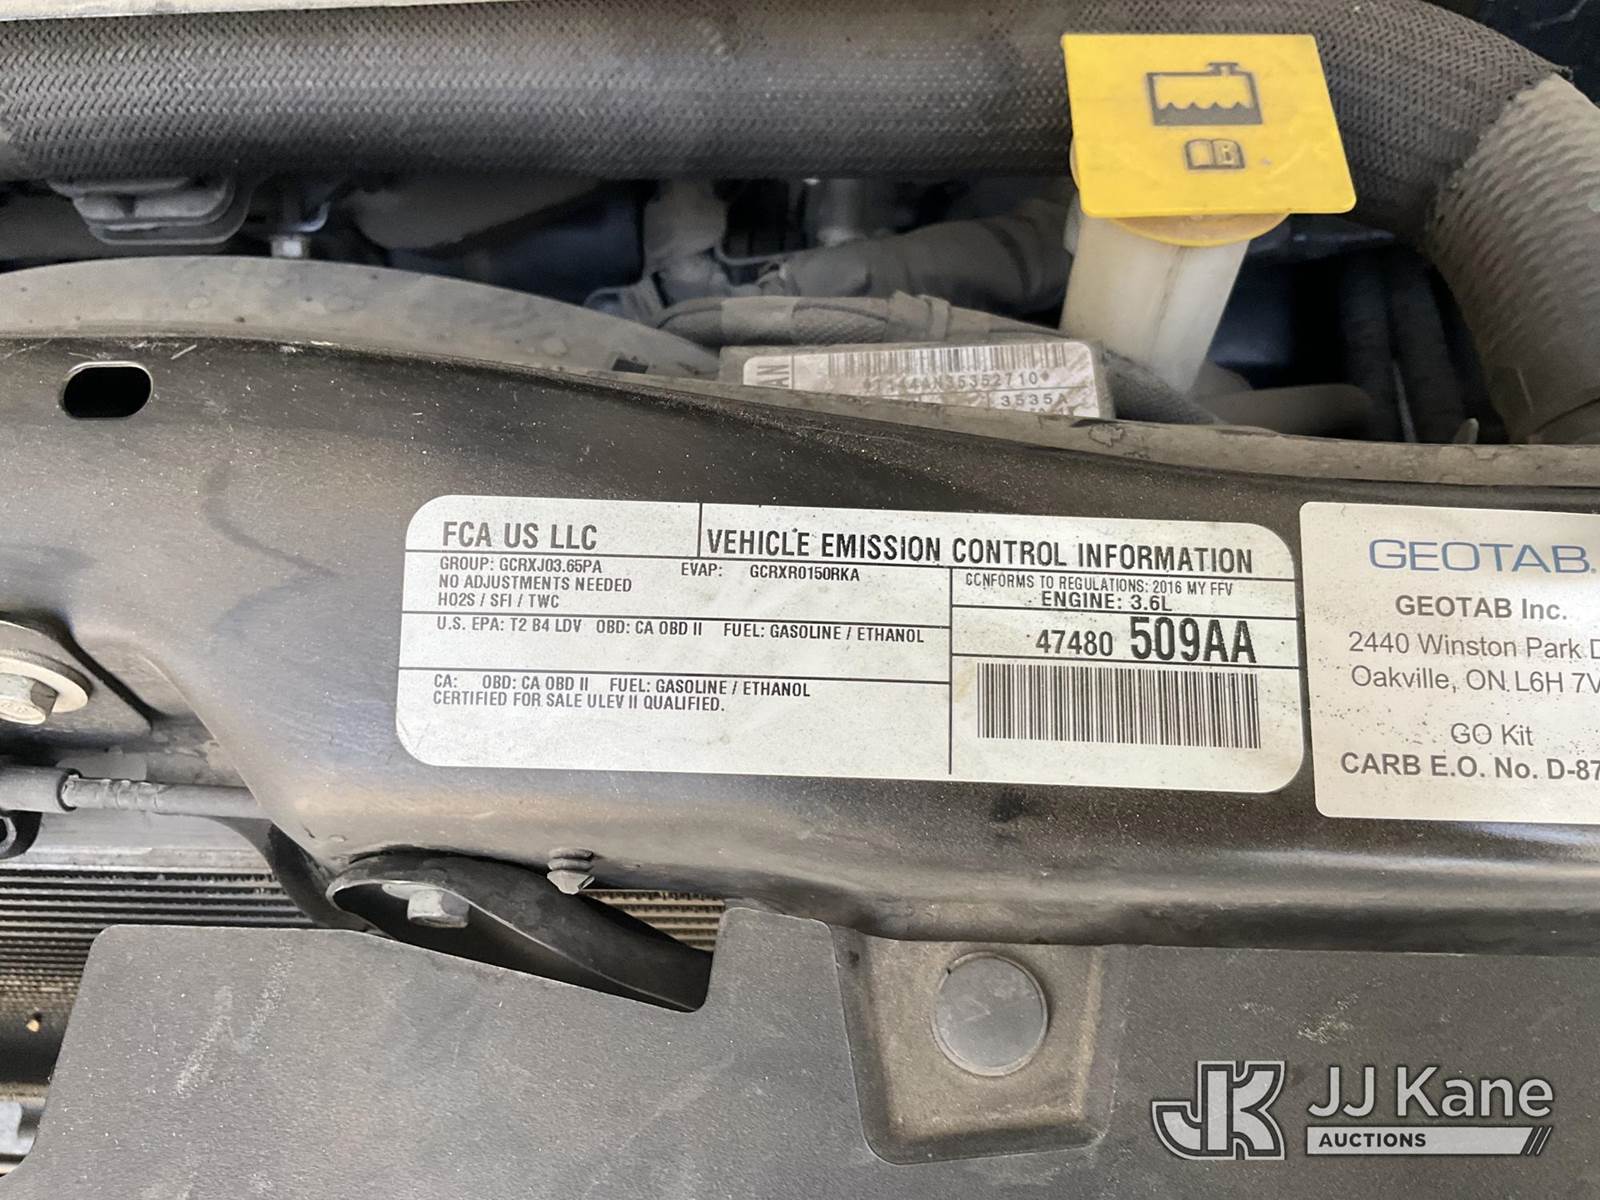 *T144AN35352710*
3535A
FCA US LLC
VEHICLE EMISSION CONTROL INFORMATION
GROUP: GCRXJ03.65PA EVAP: GCRXR0150RKA
NO ADJUSTMENTS NEEDED
HO2S / SFI / TWC
CONFORMS TO REGULATIONS: 2016 MY FFV
ENGINE: 3.6L
U.S. EPA: T2 B4 LDV OBD: CA OBD II FUEL: GASOLINE / ETHANOL
47480 509AA
CA: OBD: CA OBD II FUEL: GASOLINE / ETHANOL
CERTIFIED FOR SALE ULEV II QUALIFIED.
GEOTAB.
GEOTAB Inc.
2440 Winston Park
Oakville, ON. L6H
GO Kit
CARB E.O. No. D-87
JK JJ Kane
AUCTIONS